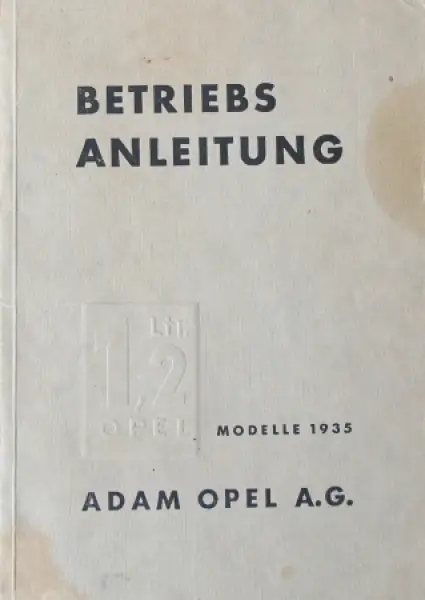 BETRIEBS
ANLEITUNG
Ltr.
1,2
OPEL
MODELLE 1935
ADAM OPEL A.G.